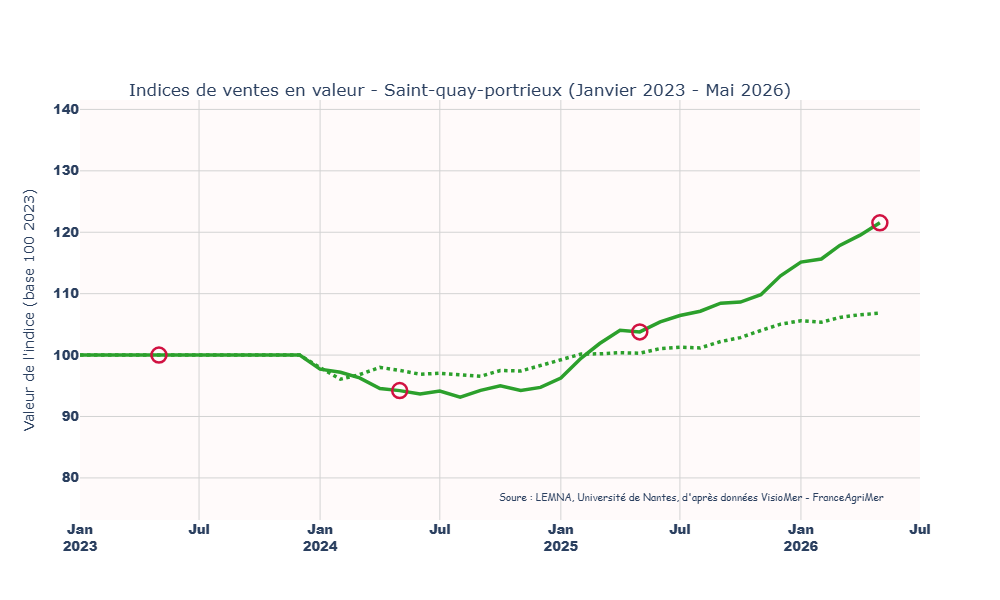 Indices de ventes en valeur - Saint-quay-portrieux (Janvier 2023 - Mai 2026)
Valeur de l'indice (base 100 2023)
140
130
120
110
100
90
80
Soure : LEMNA, Université de Nantes, d'après données VisioMer - FranceAgriMer
Jan Jul Jan Jul Jan Jul Jan Jul
2023 2024 2025 2026